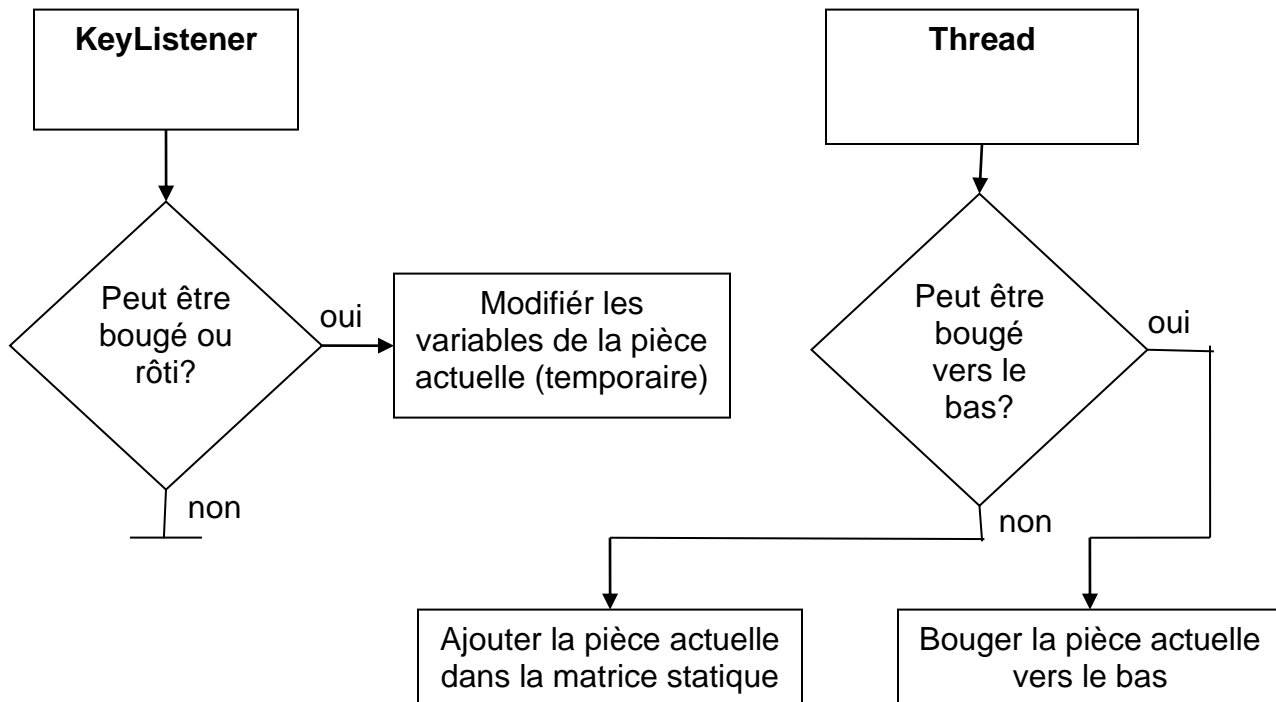 KeyListener
Peut être
bougé ou
rôti?
oui
Modifiér les
variables de la pièce
actuelle (temporaire)
non
Thread
Peut être
bougé
vers le
bas?
oui
non
Ajouter la pièce actuelle
dans la matrice statique
Bouger la pièce actuelle
vers le bas